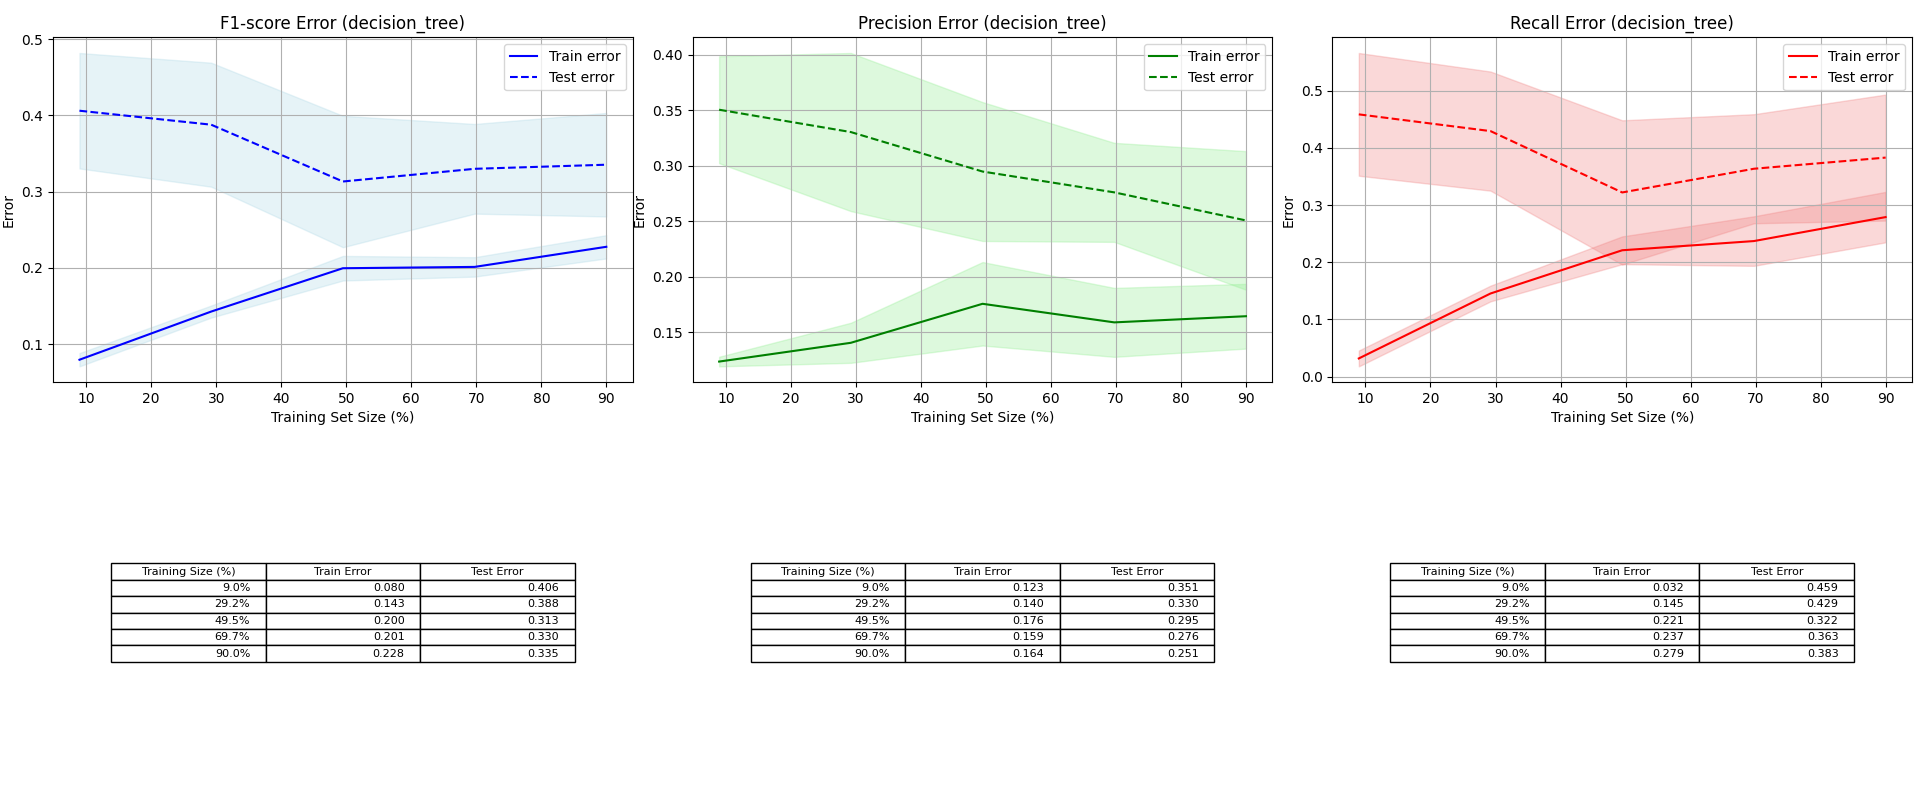 F1-score Error (decision_tree)
Train error
Test error
0.5
0.4
0.3
0.2
0.1
Error
10 20 30 40 50 60 70 80 90
Training Set Size (%)
Precision Error (decision_tree)
Train error
Test error
0.40
0.35
0.30
0.25
0.20
0.15
Error
10 20 30 40 50 60 70 80 90
Training Set Size (%)
Recall Error (decision_tree)
Train error
Test error
0.5
0.4
0.3
0.2
0.1
0.0
Error
10 20 30 40 50 60 70 80 90
Training Set Size (%)
Training Size (%) Train Error Test Error
9.0% 0.080 0.406
29.2% 0.143 0.388
49.5% 0.200 0.313
69.7% 0.201 0.330
90.0% 0.228 0.335
Training Size (%) Train Error Test Error
9.0% 0.123 0.351
29.2% 0.140 0.330
49.5% 0.176 0.295
69.7% 0.159 0.276
90.0% 0.164 0.251
Training Size (%) Train Error Test Error
9.0% 0.032 0.459
29.2% 0.145 0.429
49.5% 0.221 0.322
69.7% 0.237 0.363
90.0% 0.279 0.383